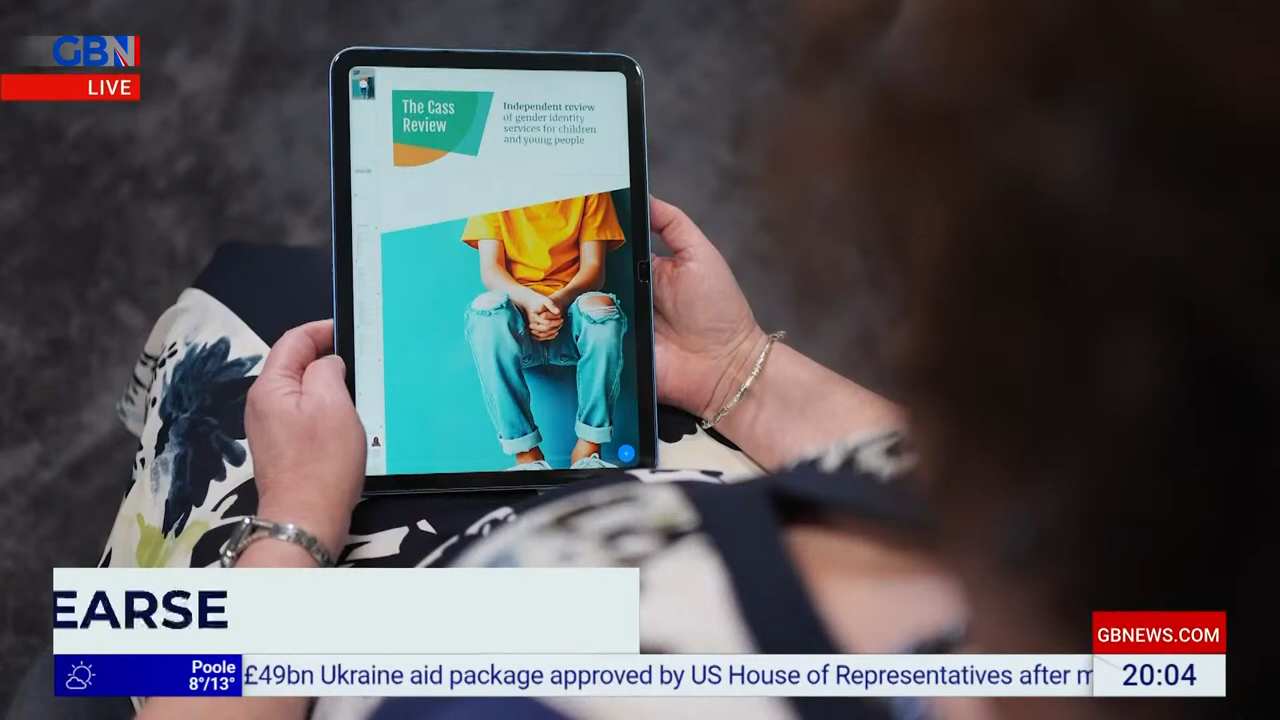 GBN
LIVE
The Cass
Review
Independent review
of gender identity
services for children
and young people
EARSE
GBNEWS.COM
Poole
8°/13°
£49bn Ukraine aid package approved by US House of Representatives after m
20:04